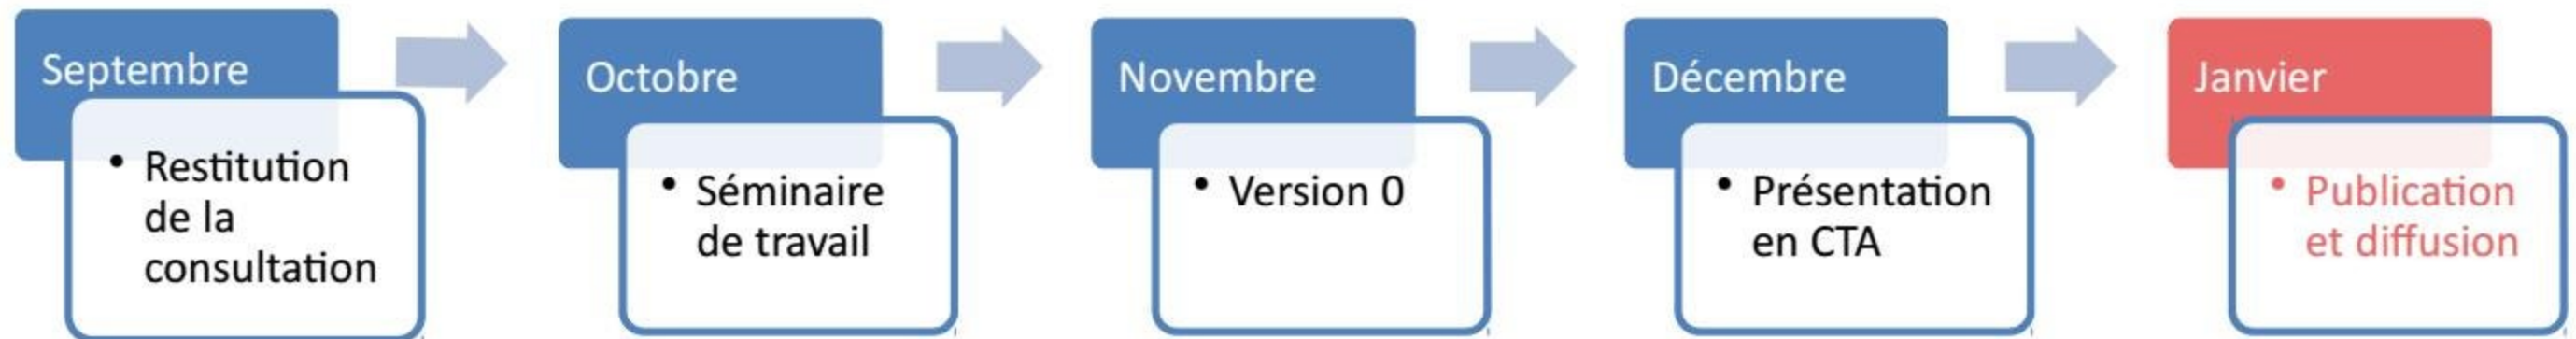 Septembre
• Restitution
de la
consultation
Octobre
• Séminaire
de travail
Novembre
• Version 0
Décembre
• Présentation
en CTA
Janvier
• Publication
et diffusion